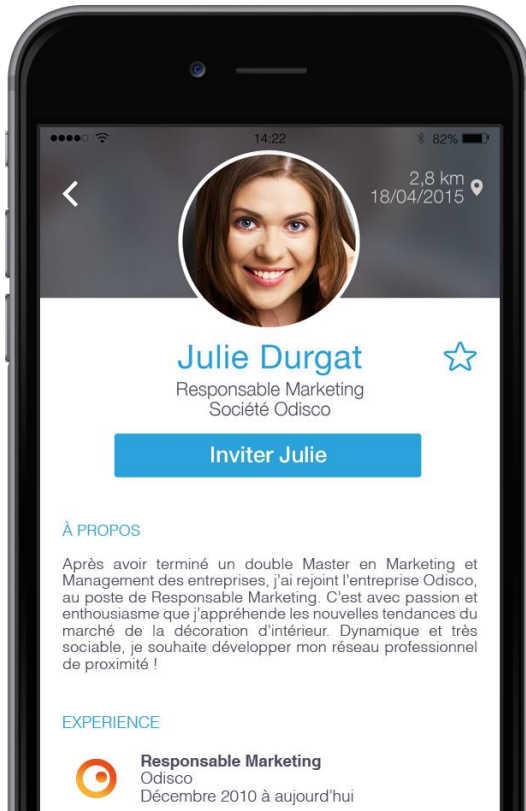 14:22
82%
2,8 km
18/04/2015
Julie Durgat
Responsable Marketing
Société Odisco
Inviter Julie
À PROPOS
Après avoir terminé un double Master en Marketing et
Management des entreprises, j'ai rejoint l'entreprise Odisco,
au poste de Responsable Marketing. C'est avec passion et
enthousiasme que j'appréhende les nouvelles tendances du
marché de la décoration d'intérieur. Dynamique et très
sociable, je souhaite développer mon réseau professionnel
de proximité !
EXPERIENCE
Responsable Marketing
Odisco
Décembre 2010 à aujourd'hui